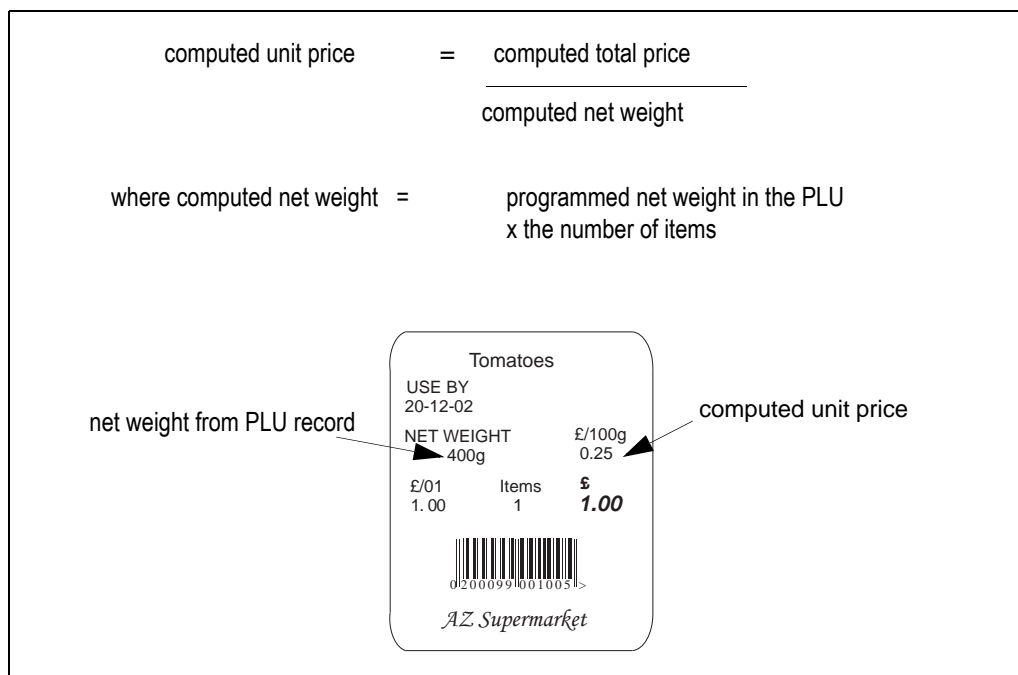 computed unit price = computed total price
computed net weight
where computed net weight = programmed net weight in the PLU
x the number of items
Tomatoes
USE BY
20-12-02
net weight from PLU record
computed unit price
NET WEIGHT £/100g
400g 0.25
£/01 Items £
1. 00 1 1.00
0200099 001005 >
AZ Supermarket